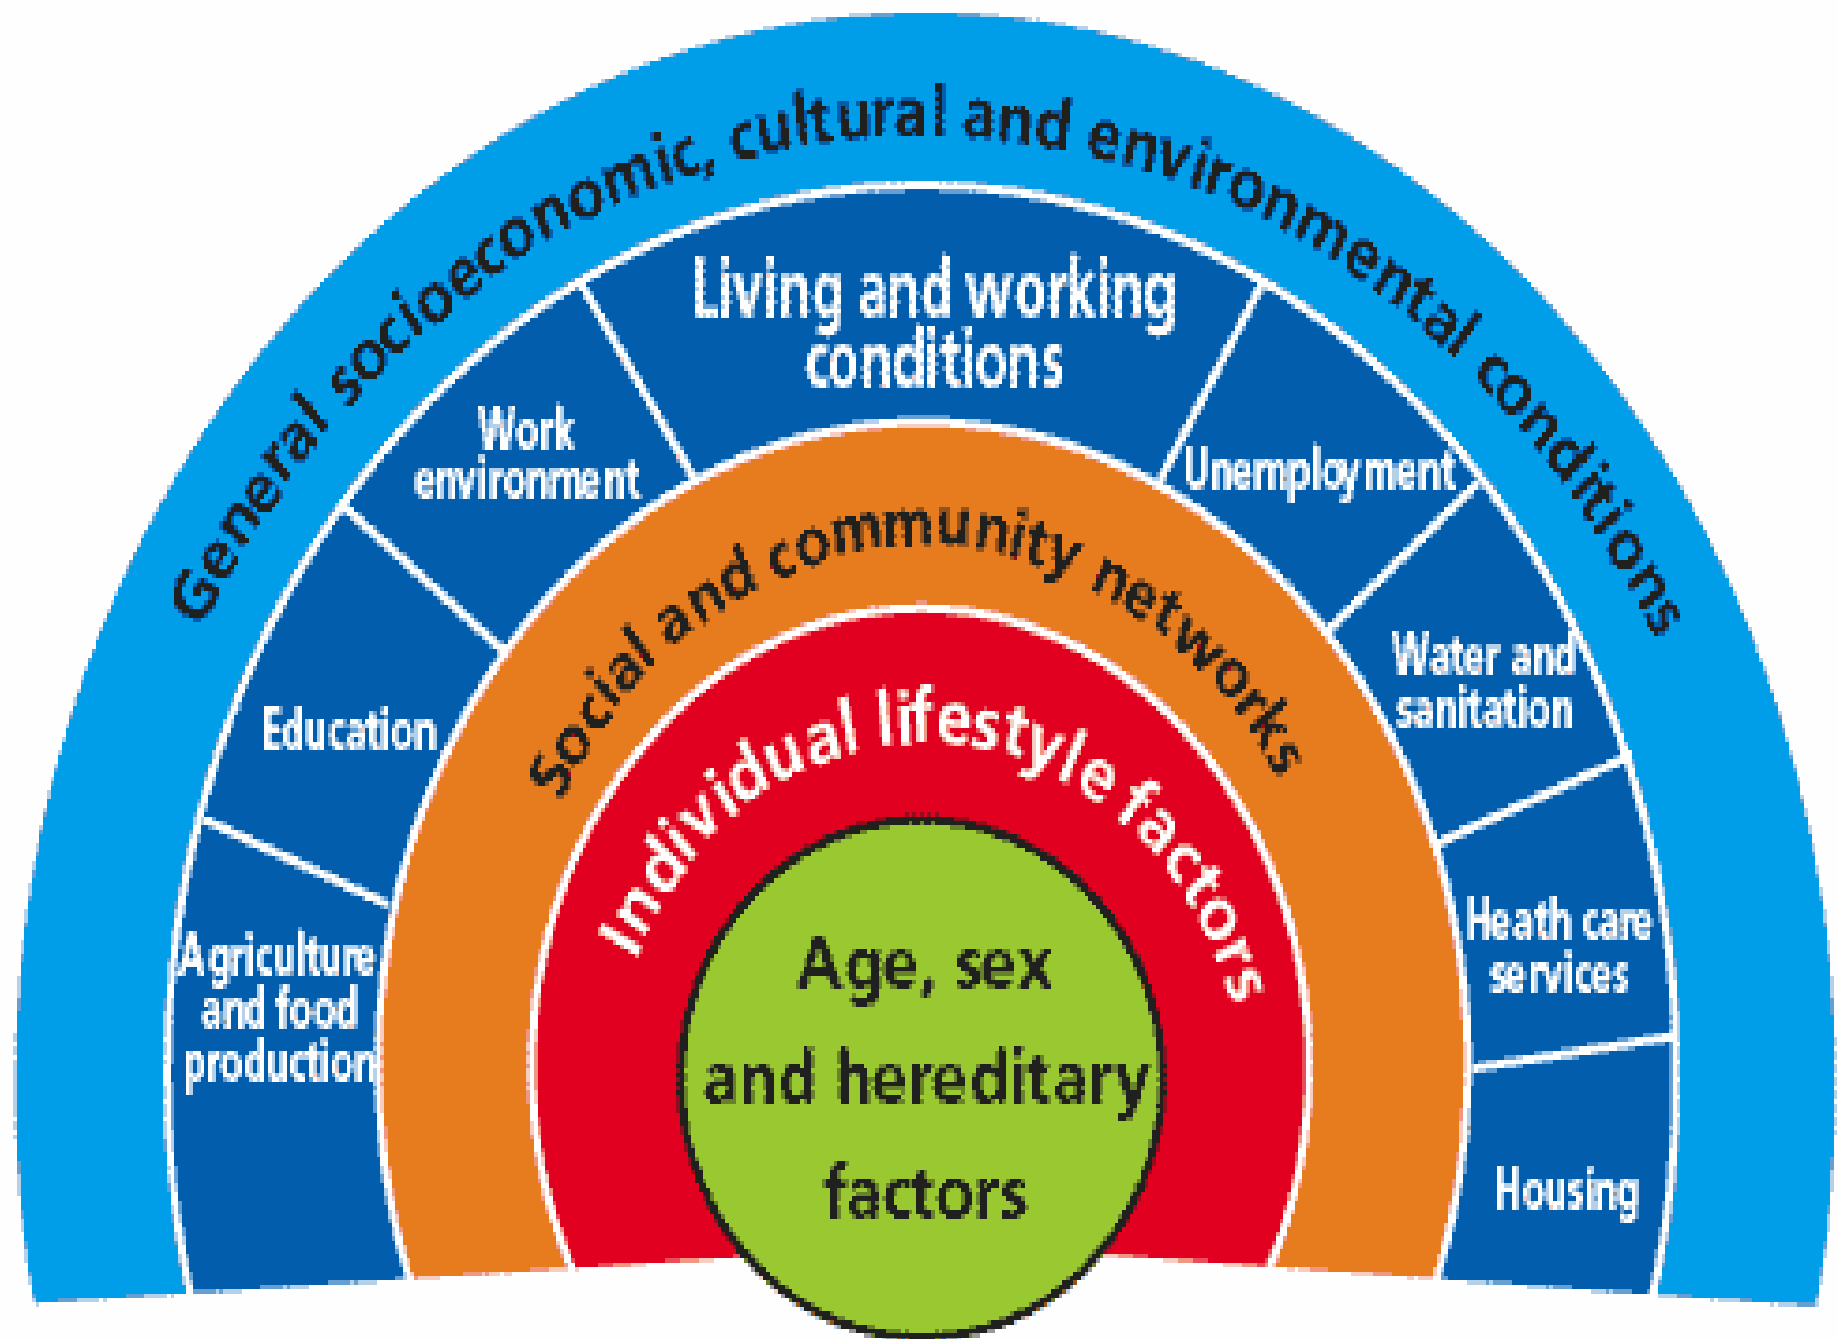 General socioeconomic, cultural and environmental conditions
Living and working
conditions
Work
environment
Unemployment
Education
Water and
sanitation
Agriculture
and food
production
Heath care
services
Housing
Social and community networks
Individual lifestyle factors
Age, sex
and hereditary
factors